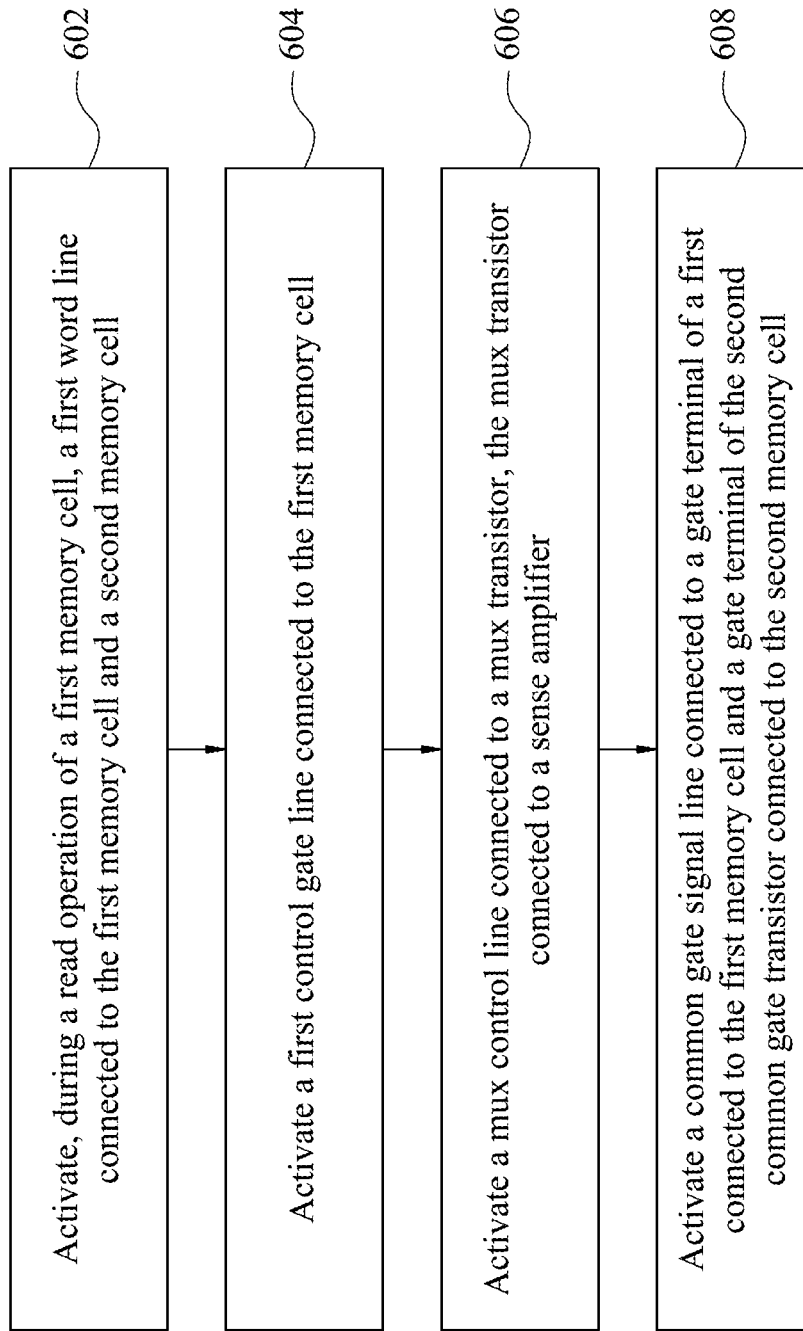 Activate, during a read operation of a first memory cell, a first word line
connected to the first memory cell and a second memory cell
602
Activate a first control gate line connected to the first memory cell
604
Activate a mux control line connected to a mux transistor, the mux transistor
connected to a sense amplifier
606
Activate a common gate signal line connected to a gate terminal of a first
connected to the first memory cell and a gate terminal of the second
common gate transistor connected to the second memory cell
608